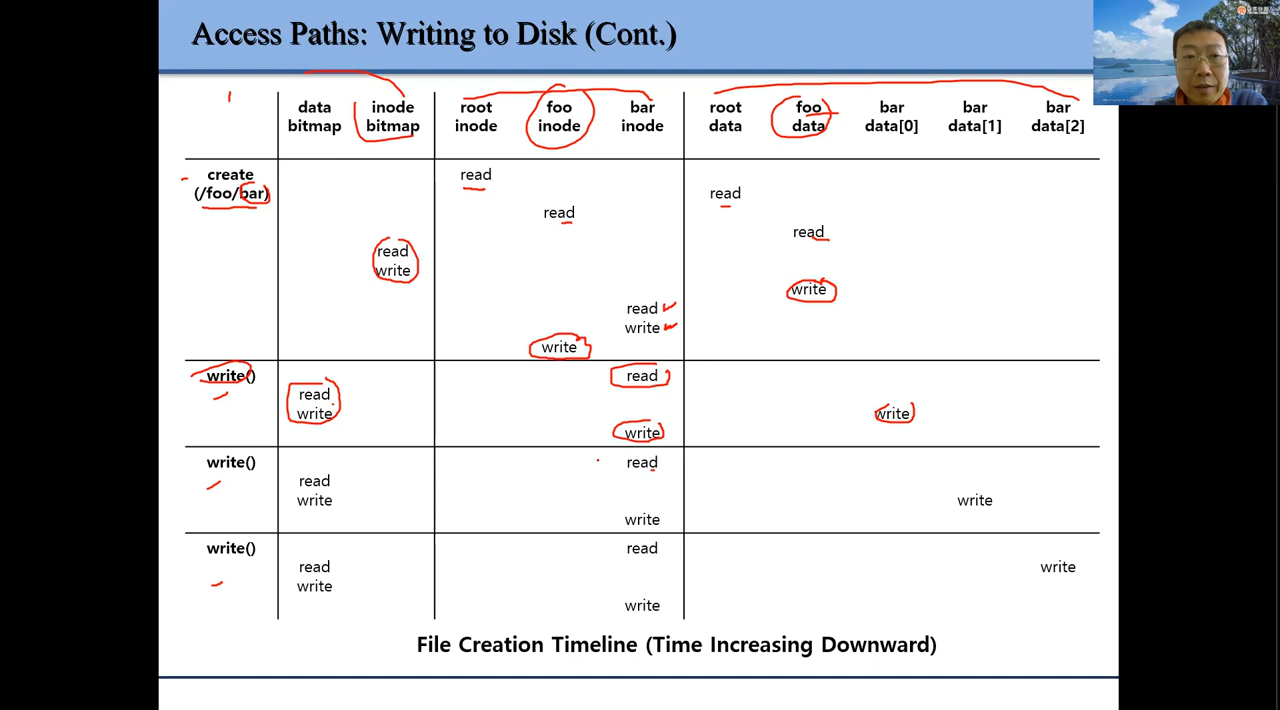 Access Paths: Writing to Disk (Cont.)
data bitmap inode bitmap root inode foo inode bar inode root data foo data bar data[0] bar data[1] bar data[2]
create (/foo/bar)
read
read
read
read
read
write
write
read
write
write
write() read
read
write write
write
write() read
read
write write
write
write() read
read write
write
write
File Creation Timeline (Time Increasing Downward)